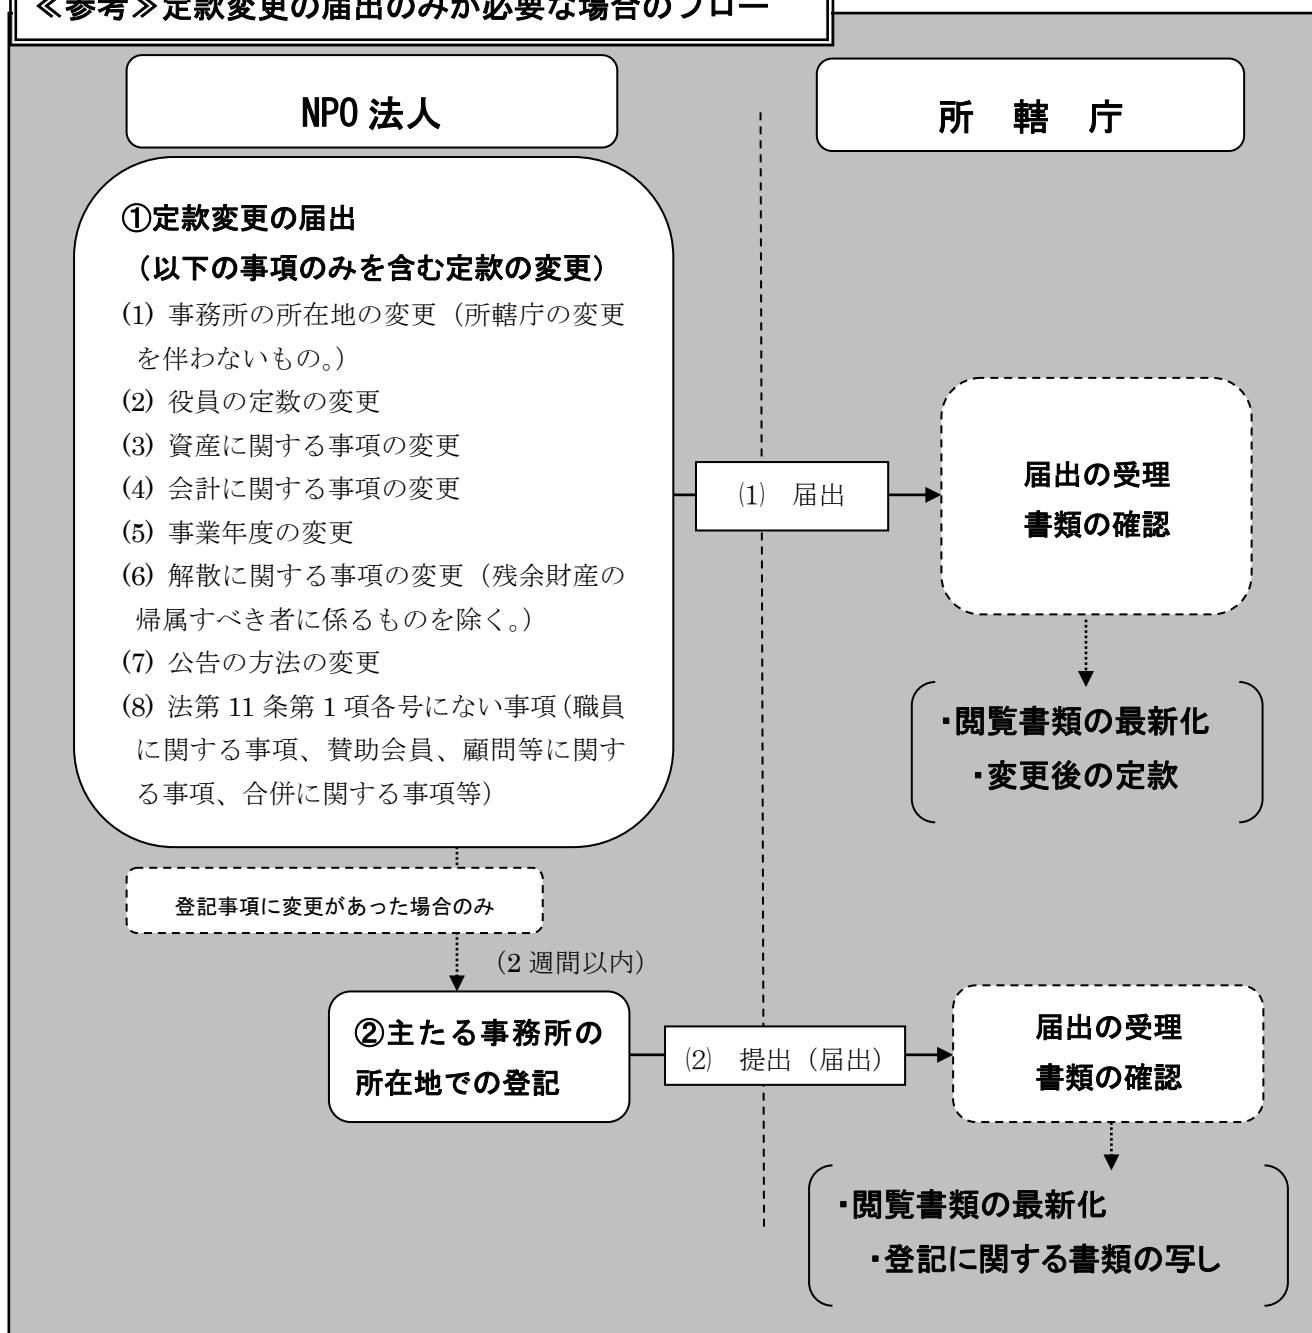 ≪参考≫定款変更の届出のみが必要な場合のフロー
NPO 法人
所 轄 庁
①定款変更の届出
（以下の事項のみを含む定款の変更）
(1) 事務所の所在地の変更（所轄庁の変更
を伴わないもの。）
(2) 役員の定数の変更
(3) 資産に関する事項の変更
(4) 会計に関する事項の変更
(5) 事業年度の変更
(6) 解散に関する事項の変更（残余財産の
帰属すべき者に係るものを除く。）
(7) 公告の方法の変更
(8) 法第 11 条第 1 項各号にない事項（職員
に関する事項、賛助会員、顧問等に関す
る事項、合併に関する事項等）
⑴ 届出
届出の受理
書類の確認
・閲覧書類の最新化
・変更後の定款
登記事項に変更があった場合のみ
（2 週間以内）
②主たる事務所の
所在地での登記
⑵ 提出（届出）
届出の受理
書類の確認
・閲覧書類の最新化
・登記に関する書類の写し